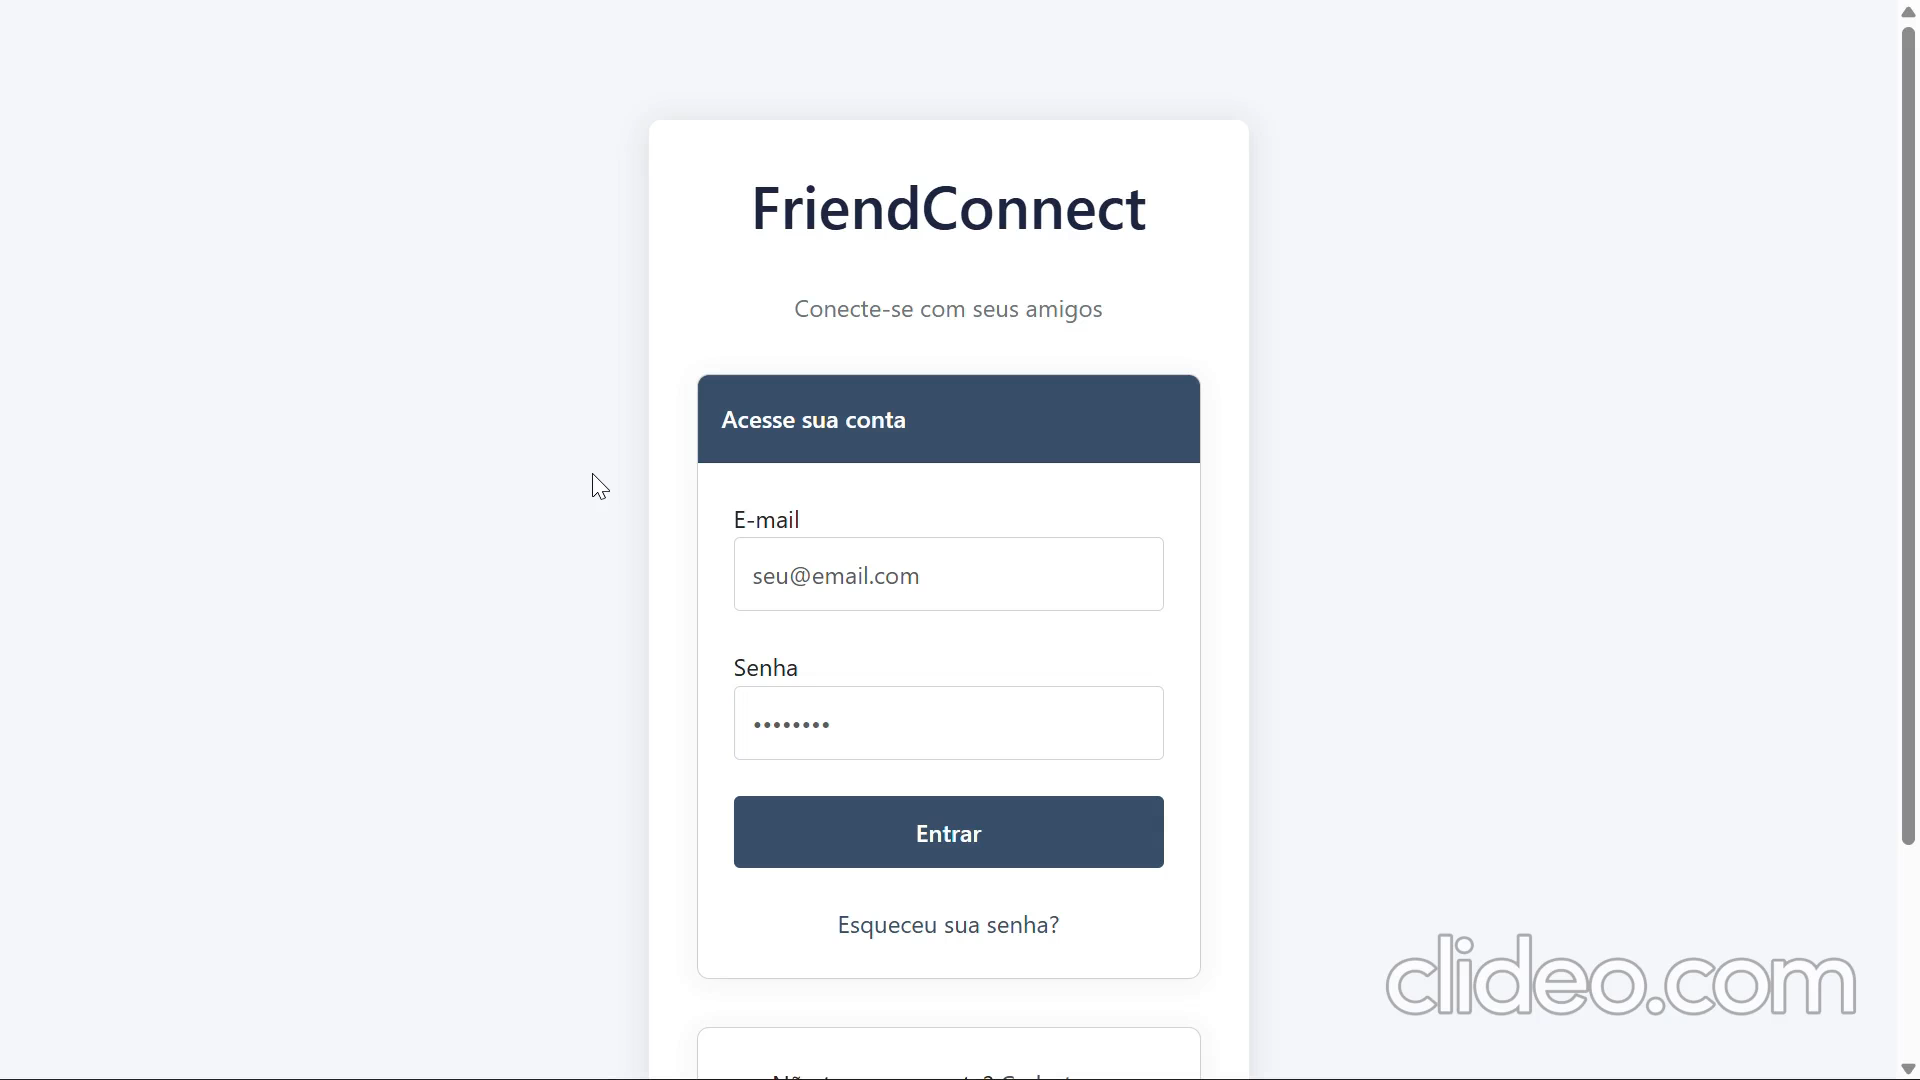 FriendConnect
Conecte-se com seus amigos
Acesse sua conta
E-mail
seu@email.com
Senha
••••••••
Entrar
Esqueceu sua senha?
clideo.com